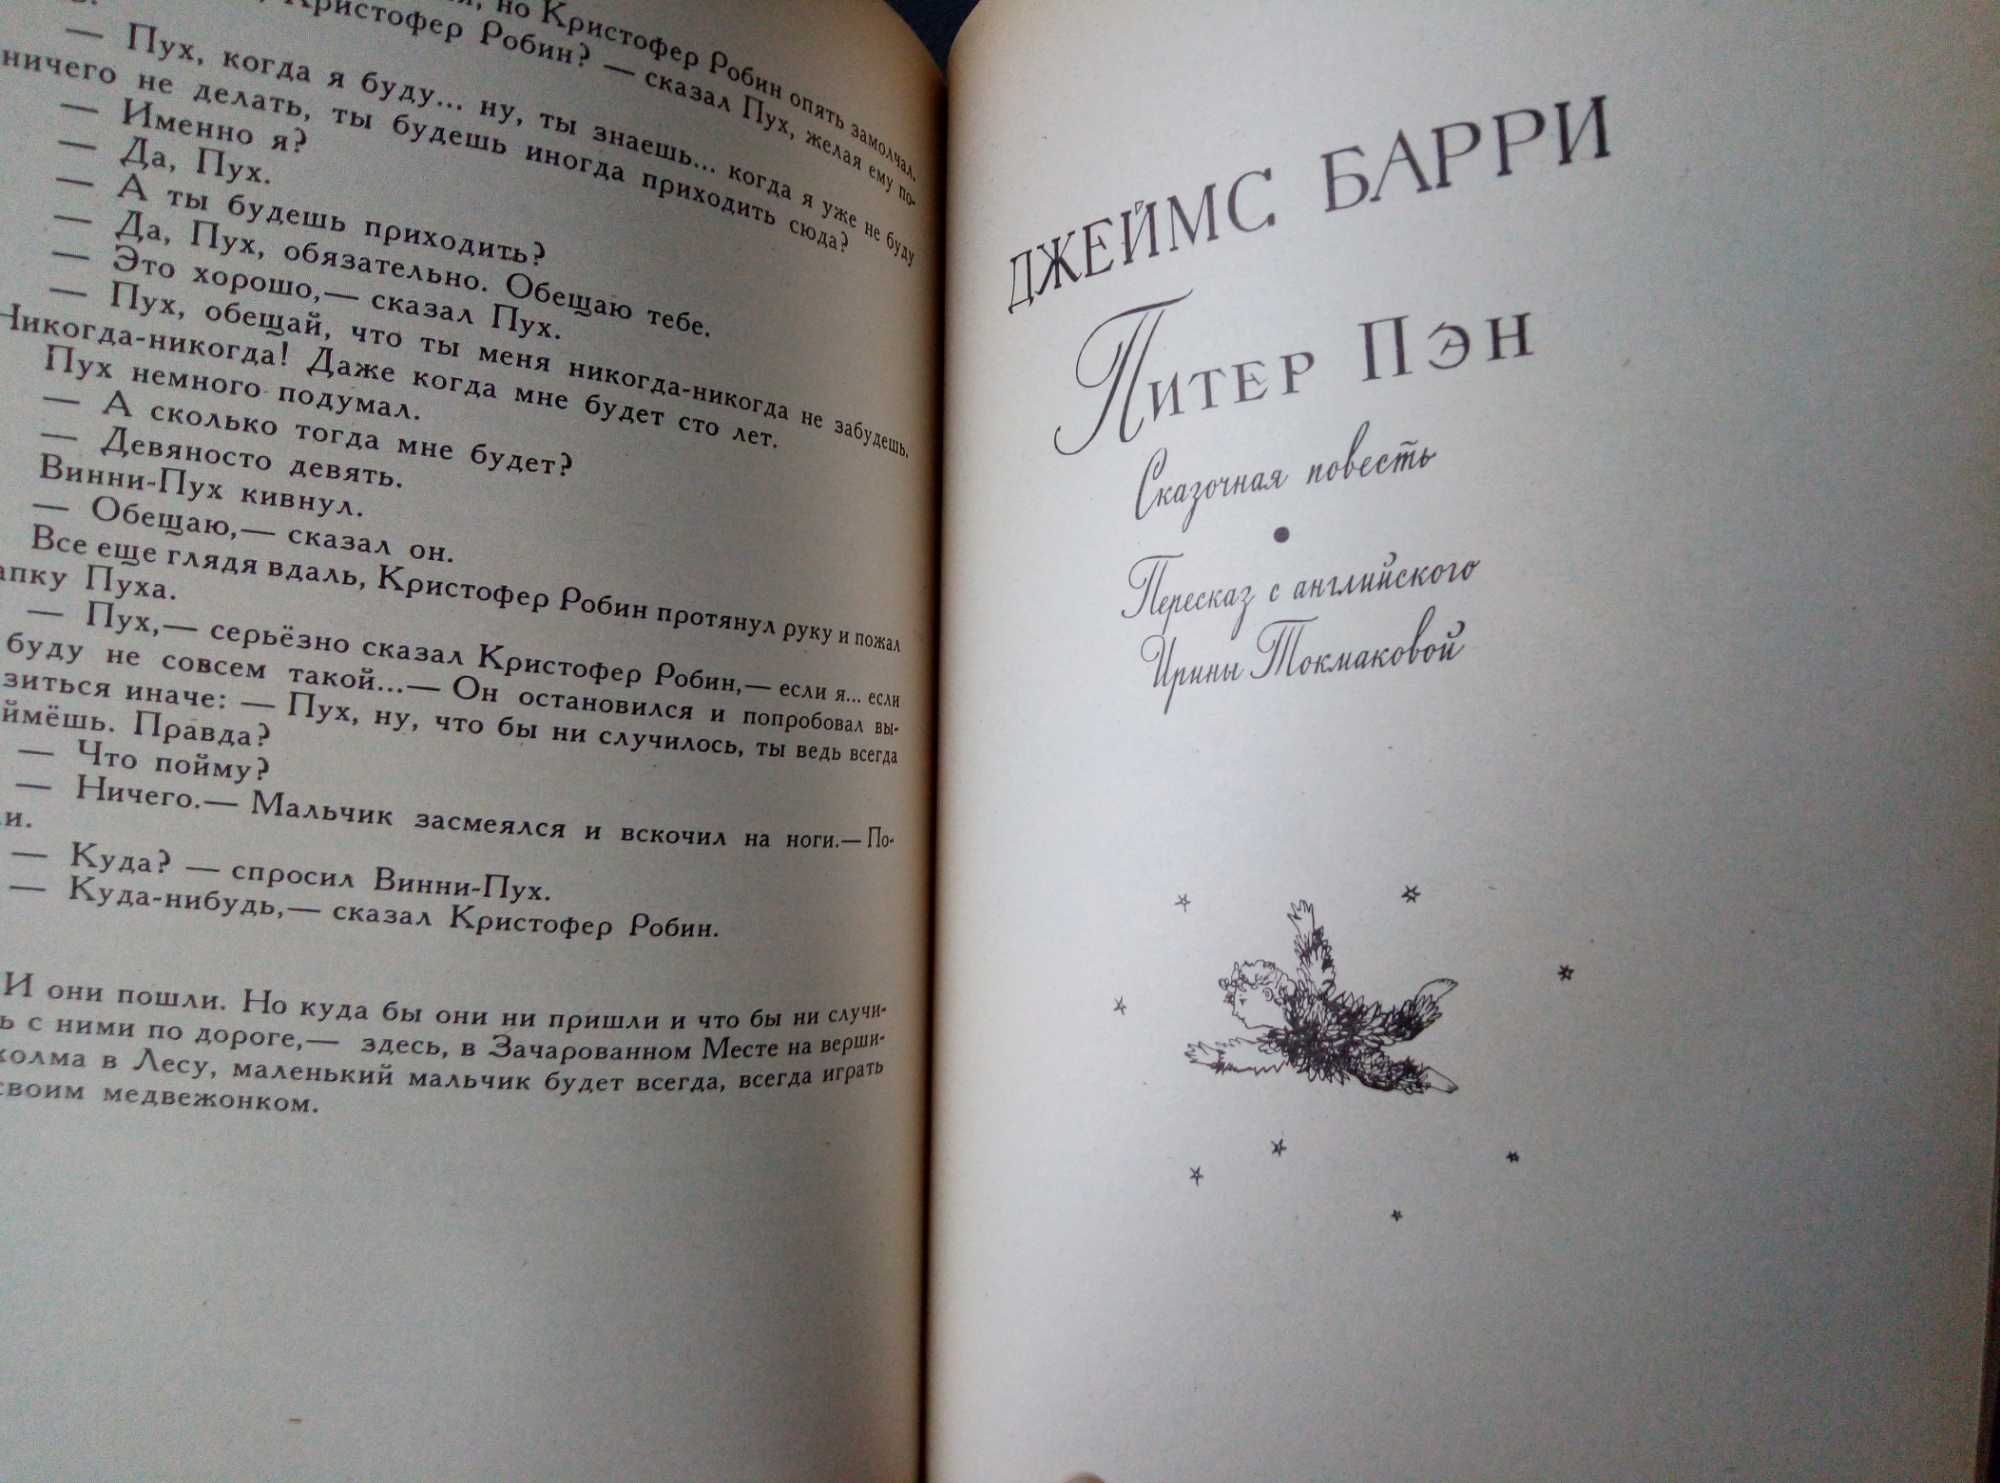 но Кристофер Робин опять замолчал.
Кристофер Робин? — сказал Пух, желая ему по-
— Пух, когда я буду... ну, ты знаешь... когда я уже не буду
ничего не делать, ты будешь иногда приходить сюда?
— Именно я?
— Да, Пух.
— А ты будешь приходить?
— Да, Пух, обязательно. Обещаю тебе.
— Это хорошо,— сказал Пух.
— Пух, обещай, что ты меня никогда-никогда не забудешь.
Никогда-никогда! Даже когда мне будет сто лет.
Пух немного подумал.
— А сколько тогда мне будет?
— Девяносто девять.
Винни-Пух кивнул.
— Обещаю,— сказал он.
Все еще глядя вдаль, Кристофер Робин протянул руку и пожал
апку Пуха.
— Пух,— серьёзно сказал Кристофер Робин,— если я... если
буду не совсем такой...— Он остановился и попробовал вы-
зиться иначе: — Пух, ну, что бы ни случилось, ты ведь всегда
ймёшь. Правда?
— Что пойму?
— Ничего.— Мальчик засмеялся и вскочил на ноги.— По-
и.
— Куда? — спросил Винни-Пух.
— Куда-нибудь,— сказал Кристофер Робин.
И они пошли. Но куда бы они ни пришли и что бы ни случи-
ь с ними по дороге,— здесь, в Зачарованном Месте на верши-
холма в Лесу, маленький мальчик будет всегда, всегда играть
своим медвежонком.
ДЖЕЙМС БАРРИ
ПИТЕР ПЭН
Сказочная повесть
•
Пересказ с английского
Ирины Токмаковой